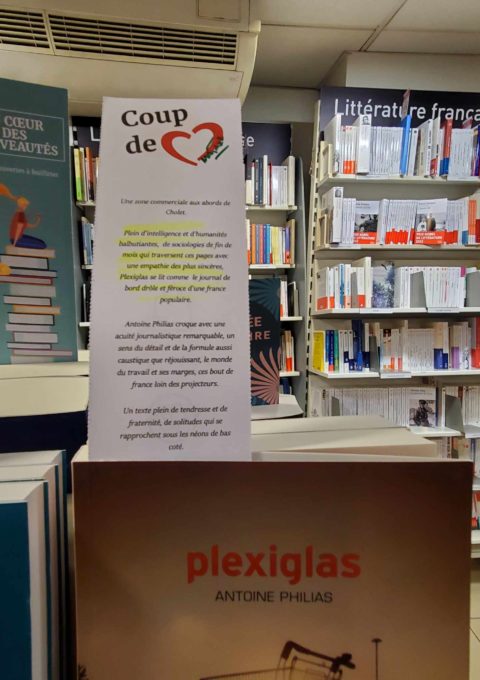 CŒUR
DES
VEAUTÉS
Littérature frança
Coup
de
Une zone commerciale aux abords de
Cholet.
Plein d'intelligence et d'humanités
balbutiantes, de sociologies de fin de
mois qui traversent ces pages avec
une empathie des plus sincères,
Plexiglas se lit comme le journal de
bord drôle et féroce d'une france
populaire.
Antoine Philias croque avec une
acuité journalistique remarquable, un
sens du détail et de la formule aussi
caustique que réjouissant, le monde
du travail et ses marges, ces bout de
france loin des projecteurs.
Un texte plein de tendresse et de
fraternité, de solitudes qui se
rapprochent sous les néons de bas
coté.
plexiglas
ANTOINE PHILIAS